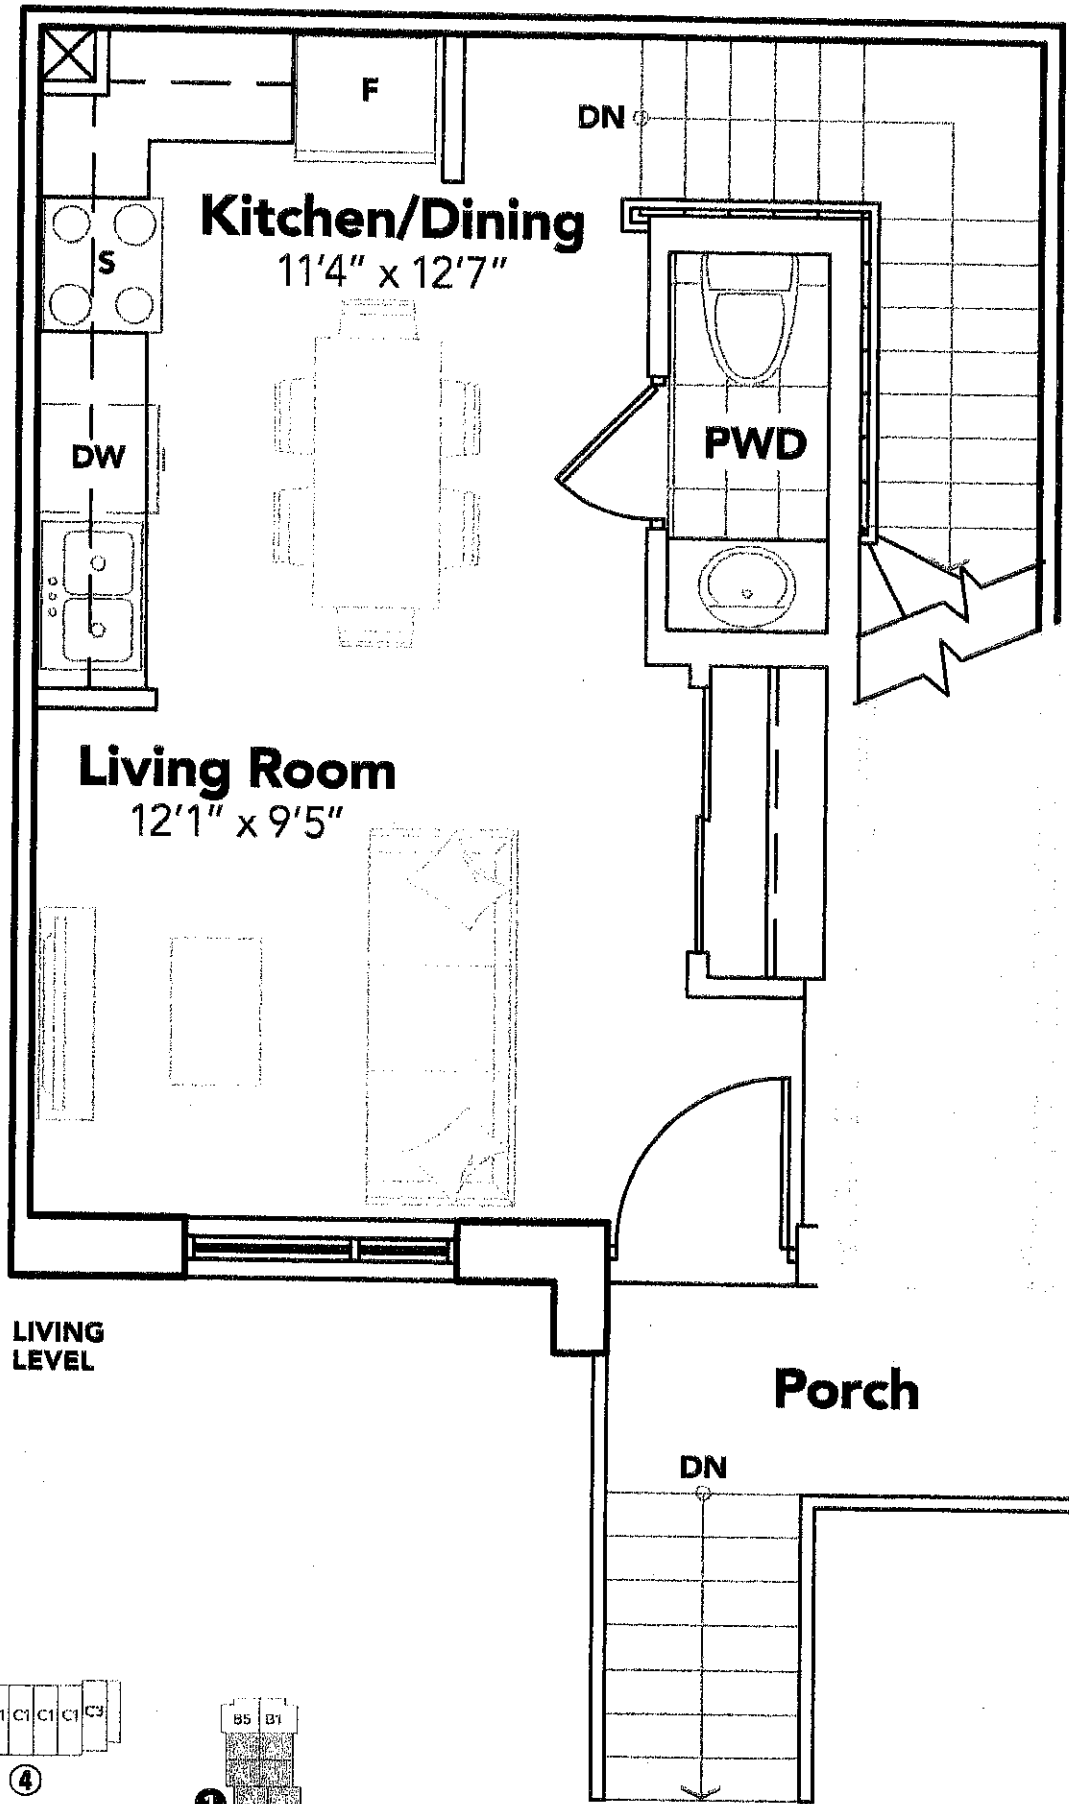 F
DN
Kitchen/Dining
11'4" x 12'7"
S
PWD
DW
Living Room
12'1" x 9'5"
LIVING
LEVEL
Porch
DN
C1 C1 C1 C3
B5 B1
4